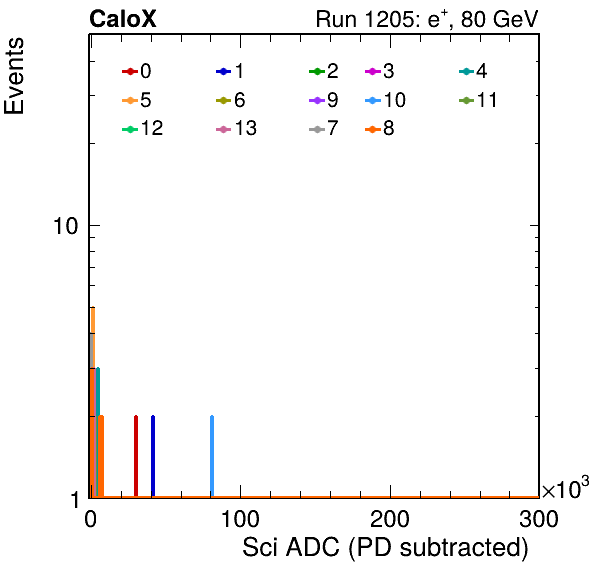 CaloX Run 1205: e⁺, 80 GeV
Events
0 1 2 3 4
5 6 9 10 11
12 13 7 8
10
1
×10³
0 100 200 300
Sci ADC (PD subtracted)